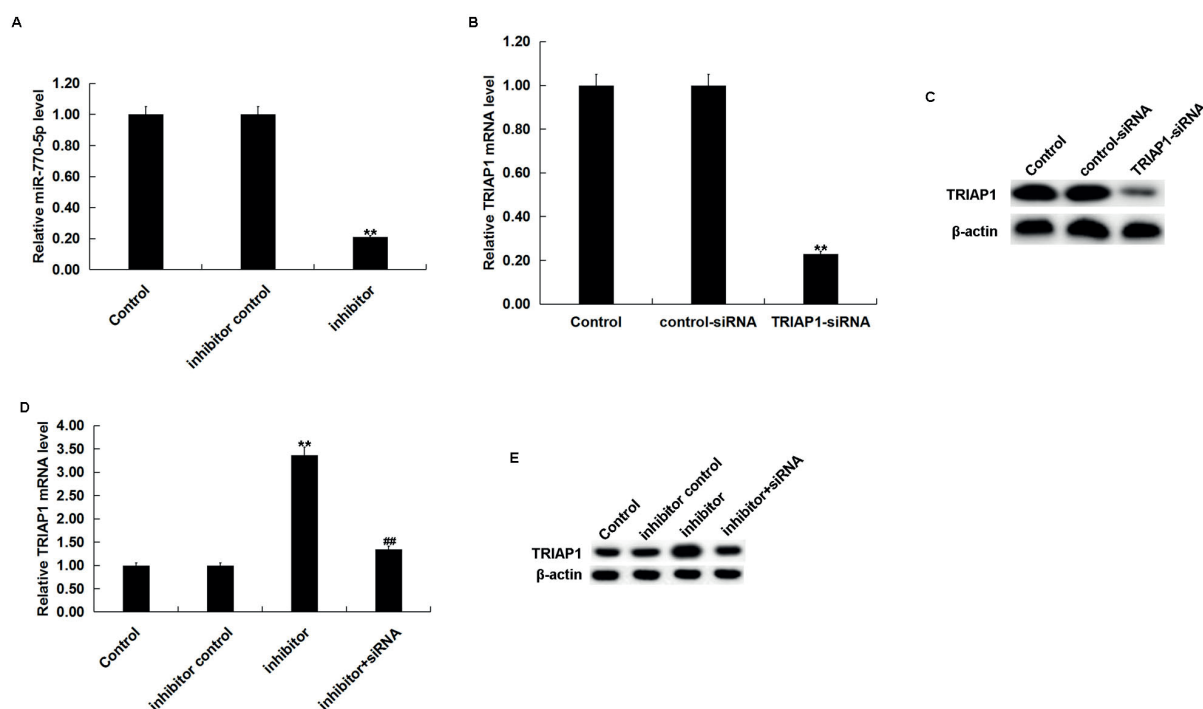 A
Relative miR-770-5p level
1.20
1.00
0.80
0.60
0.40
0.20
0.00
**
Control
inhibitor control
inhibitor
B
Relative TRIAP1 mRNA level
1.20
1.00
0.80
0.60
0.40
0.20
0.00
**
Control
control-siRNA
TRIAP1-siRNA
C
Control
control-siRNA
TRIAP1-siRNA
TRIAP1
β-actin
D
Relative TRIAP1 mRNA level
4.00
3.50
3.00
2.50
2.00
1.50
1.00
0.50
0.00
**
##
Control
inhibitor control
inhibitor
inhibitor+siRNA
E
Control
inhibitor control
inhibitor
inhibitor+siRNA
TRIAP1
β-actin